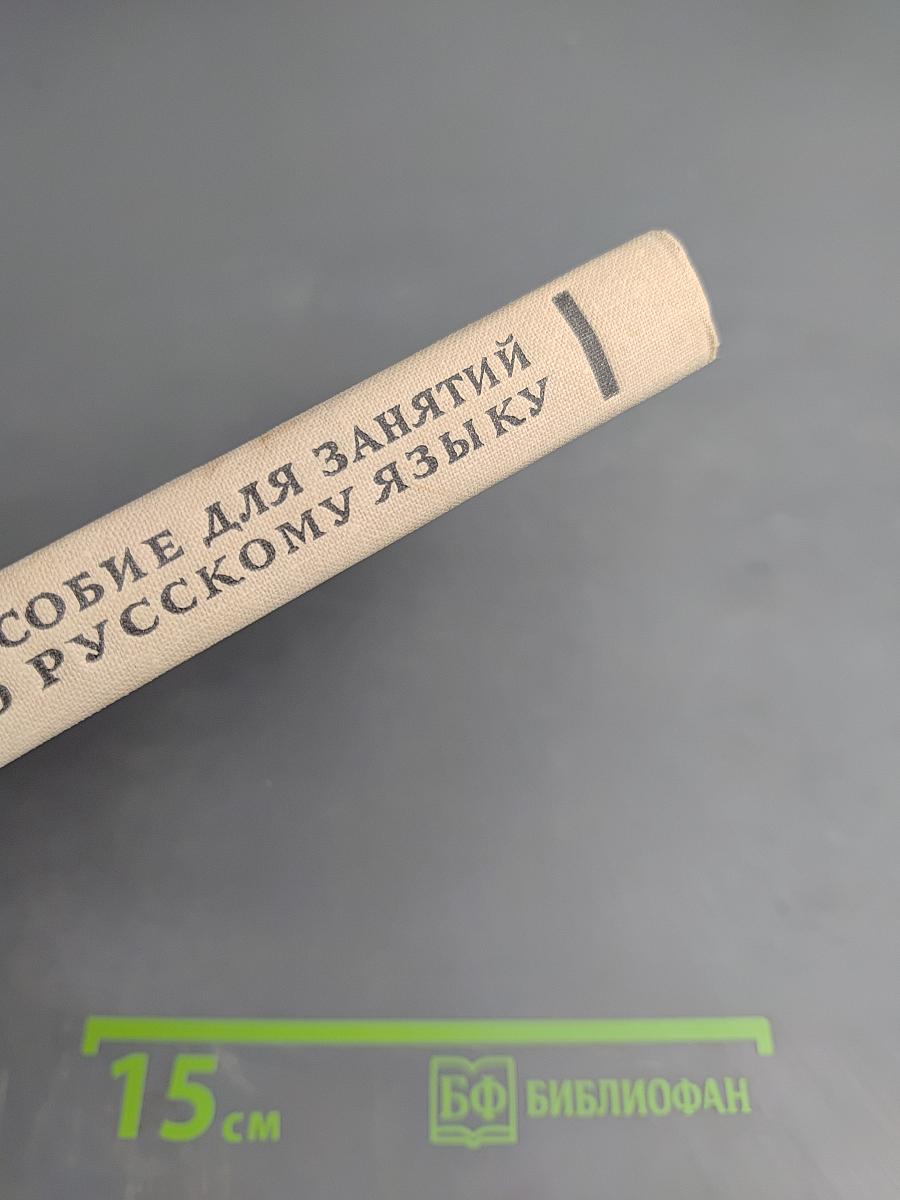 СОБИЕ ДЛЯ ЗАНЯТИЙ
О РУССКОМУ ЯЗЫКУ
15 см
БФ БИБЛИОФАН